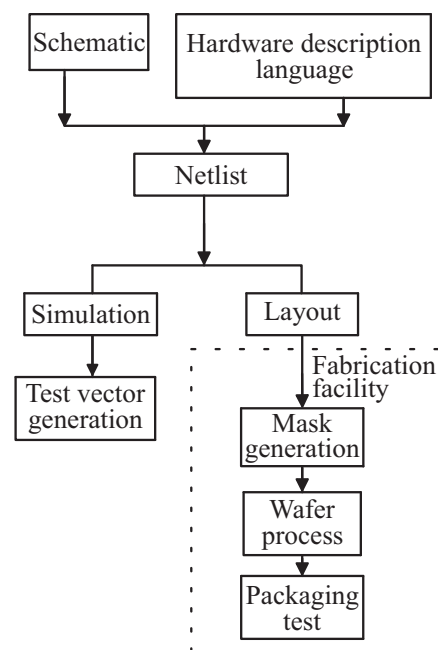 Schematic
Hardware description
language
Netlist
Simulation
Layout
Test vector
generation
Fabrication
facility
Mask
generation
Wafer
process
Packaging
test